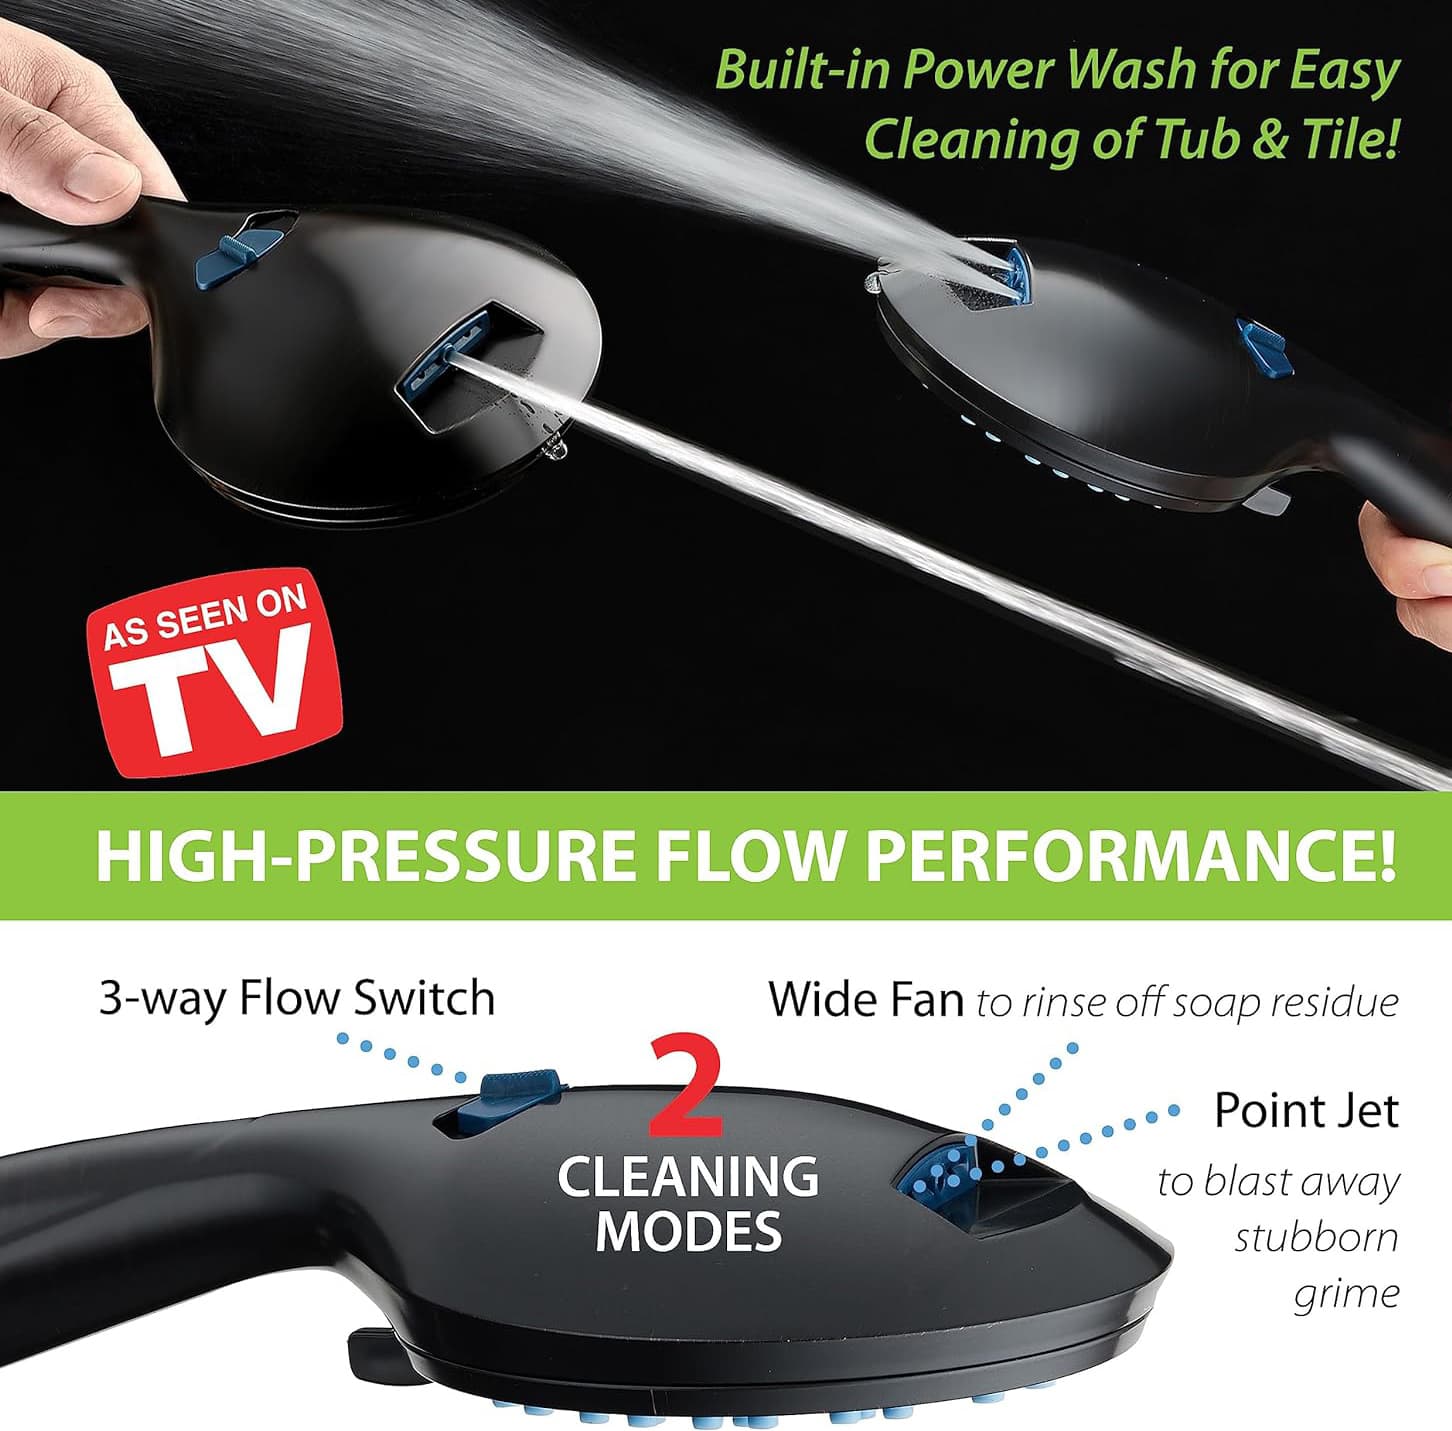 Built-in Power Wash for Easy
Cleaning of Tub & Tile!
AS SEEN ON
TV
HIGH-PRESSURE FLOW PERFORMANCE!
3-way Flow Switch
Wide Fan to rinse off soap residue
2
CLEANING
MODES
Point Jet
to blast away
stubborn
grime